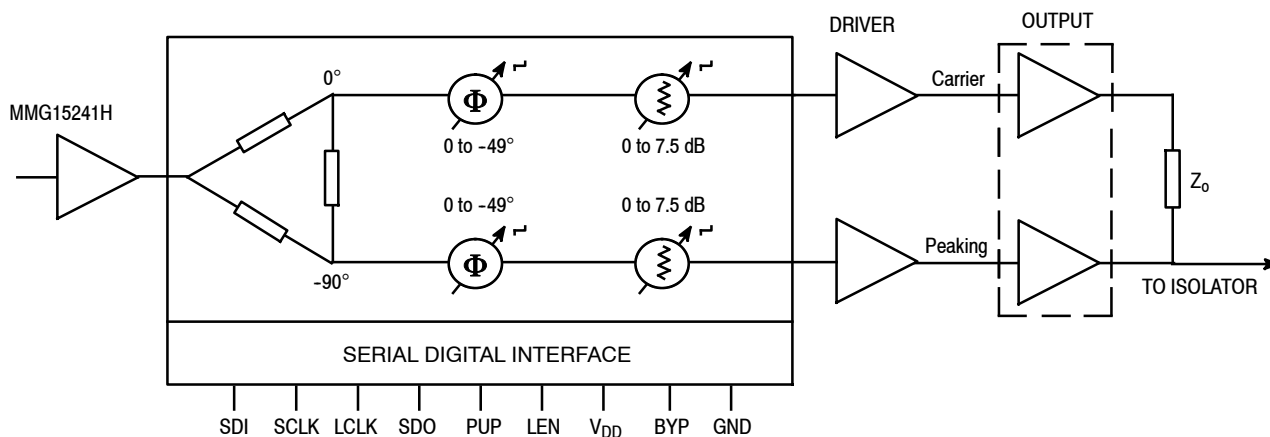 DRIVER
OUTPUT
MMG15241H
0°
Φ
Carrier
0 to -49°
0 to 7.5 dB
Zo
0 to -49°
0 to 7.5 dB
Φ
Peaking
-90°
TO ISOLATOR
SERIAL DIGITAL INTERFACE
SDI SCLK LCLK SDO PUP LEN VDD BYP GND